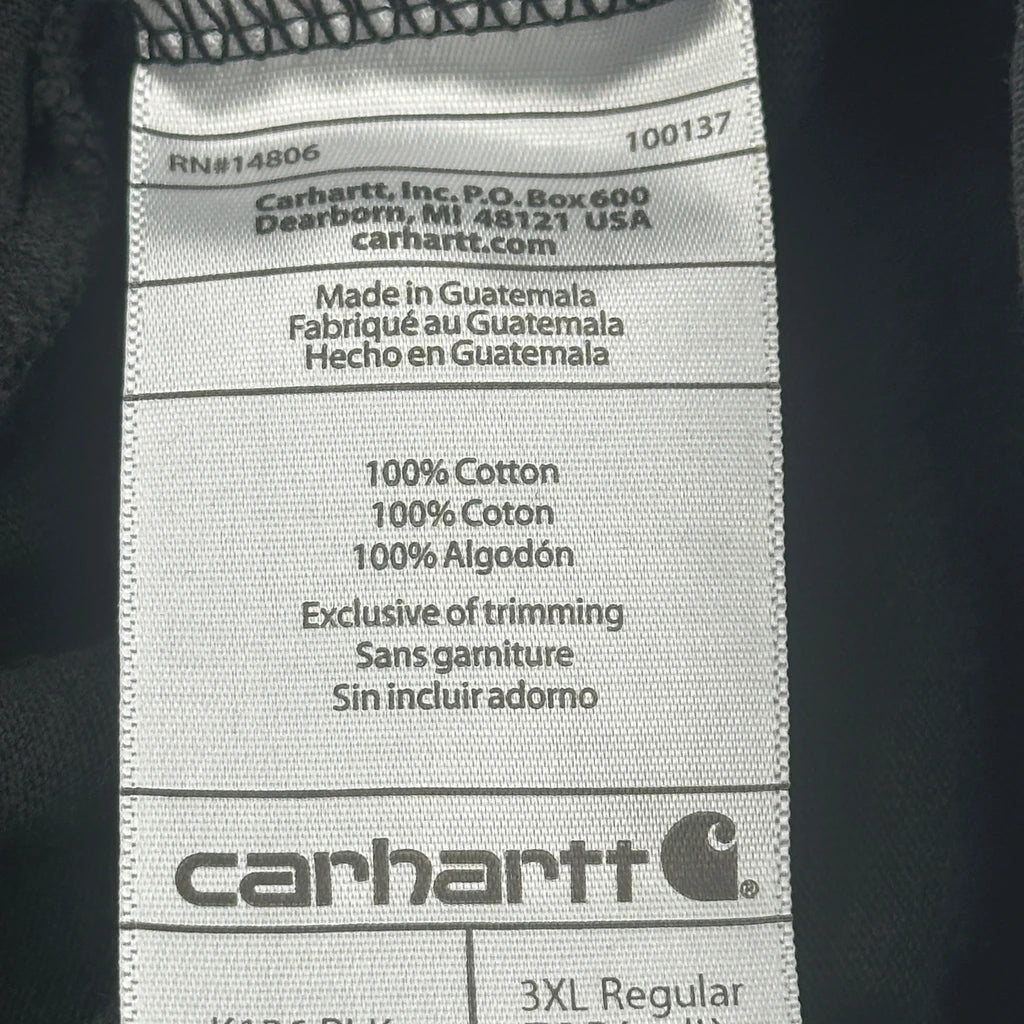 RN#14806 100137
Carhartt, Inc. P.O. Box 600
Dearborn, MI 48121 USA
carhartt.com
Made in Guatemala
Fabriqué au Guatemala
Hecho en Guatemala
100% Cotton
100% Coton
100% Algodón
Exclusive of trimming
Sans garniture
Sin incluir adorno
carhartt ®
3XL Regular